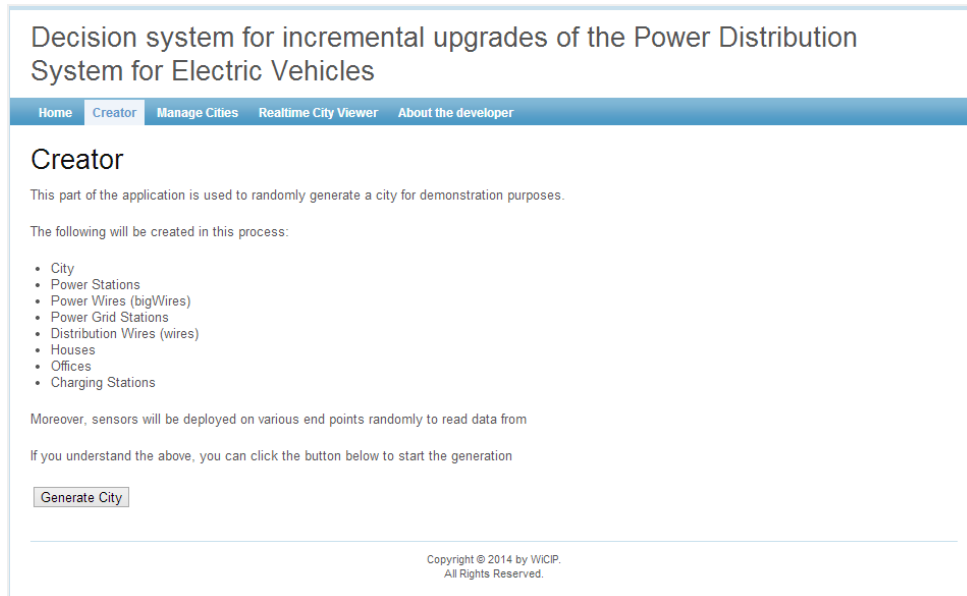 Decision system for incremental upgrades of the Power Distribution
System for Electric Vehicles
Home Creator Manage Cities Realtime City Viewer About the developer
Creator
This part of the application is used to randomly generate a city for demonstration purposes.
The following will be created in this process:
• City
• Power Stations
• Power Wires (bigWires)
• Power Grid Stations
• Distribution Wires (wires)
• Houses
• Offices
• Charging Stations
Moreover, sensors will be deployed on various end points randomly to read data from
If you understand the above, you can click the button below to start the generation
Generate City
Copyright © 2014 by WiCIP.
All Rights Reserved.